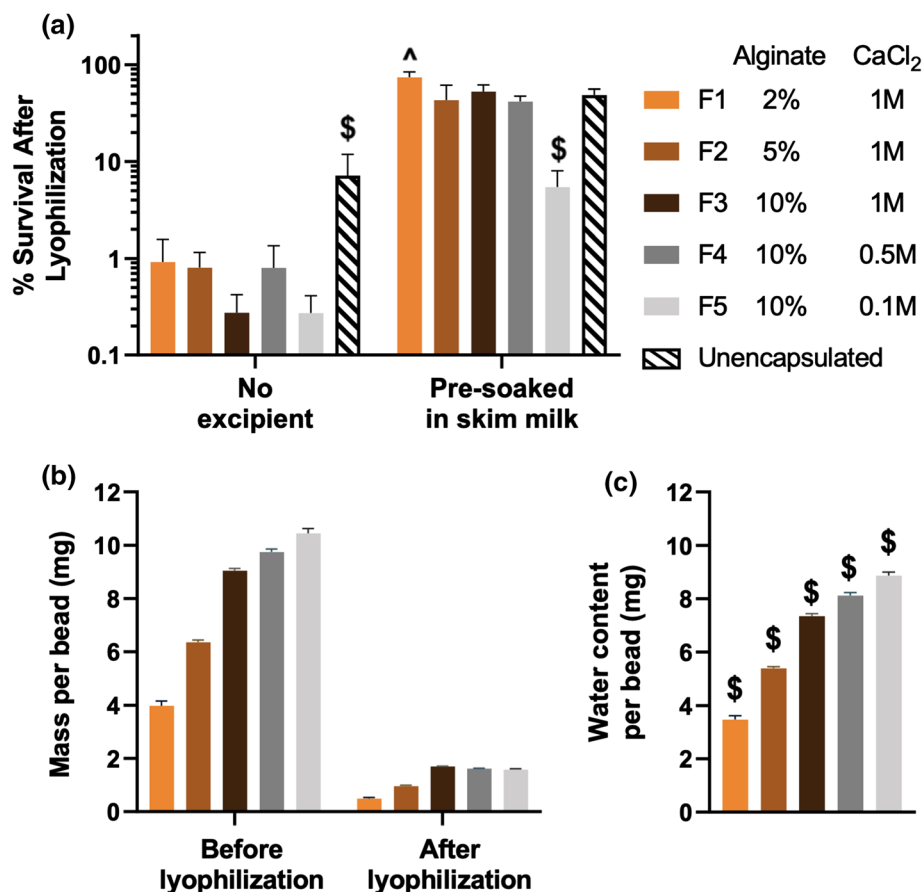 (a)
% Survival After
Lyophilization
100
10
1
0.1
$
^
$
No
excipient
Pre-soaked
in skim milk
Alginate CaCl₂
F1 2% 1M
F2 5% 1M
F3 10% 1M
F4 10% 0.5M
F5 10% 0.1M
Unencapsulated
(b)
Mass per bead (mg)
12
10
8
6
4
2
0
Before
lyophilization
After
lyophilization
(c)
Water content
per bead (mg)
12
10
8
6
4
2
0
$
$
$
$
$